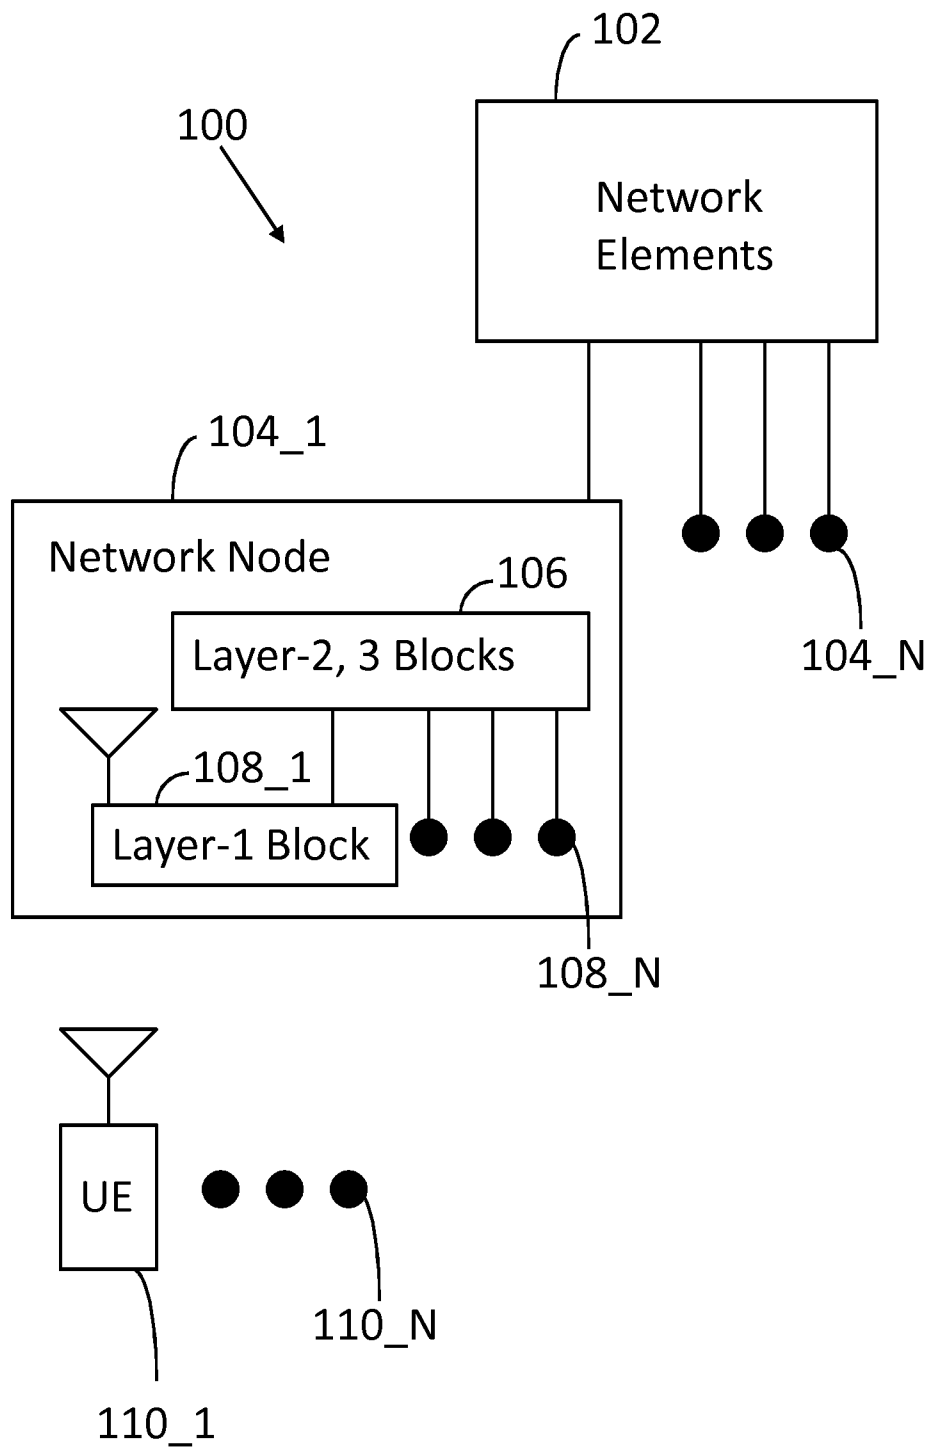 102
100
Network
Elements
104_1
Network Node
106
Layer-2, 3 Blocks
104_N
108_1
Layer-1 Block
108_N
UE
110_N
110_1